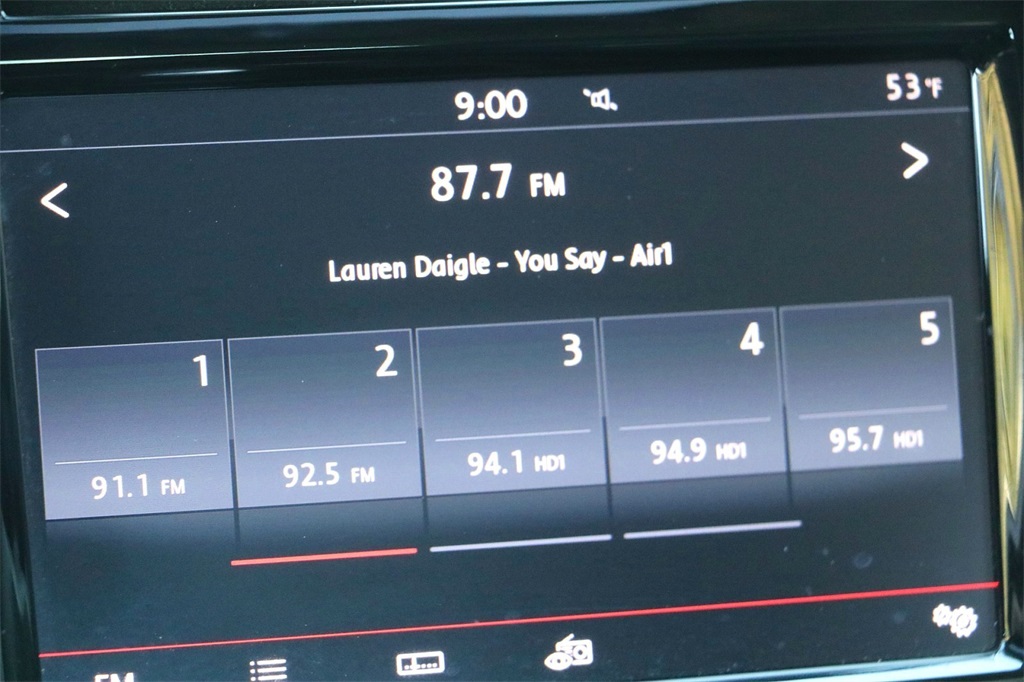 9:00
53°F
<
87.7 FM
>
Lauren Daigle - You Say - Air1
1 2 3 4 5
91.1 FM 92.5 FM 94.1 HD1 94.9 HD1 95.7 HD1
FM